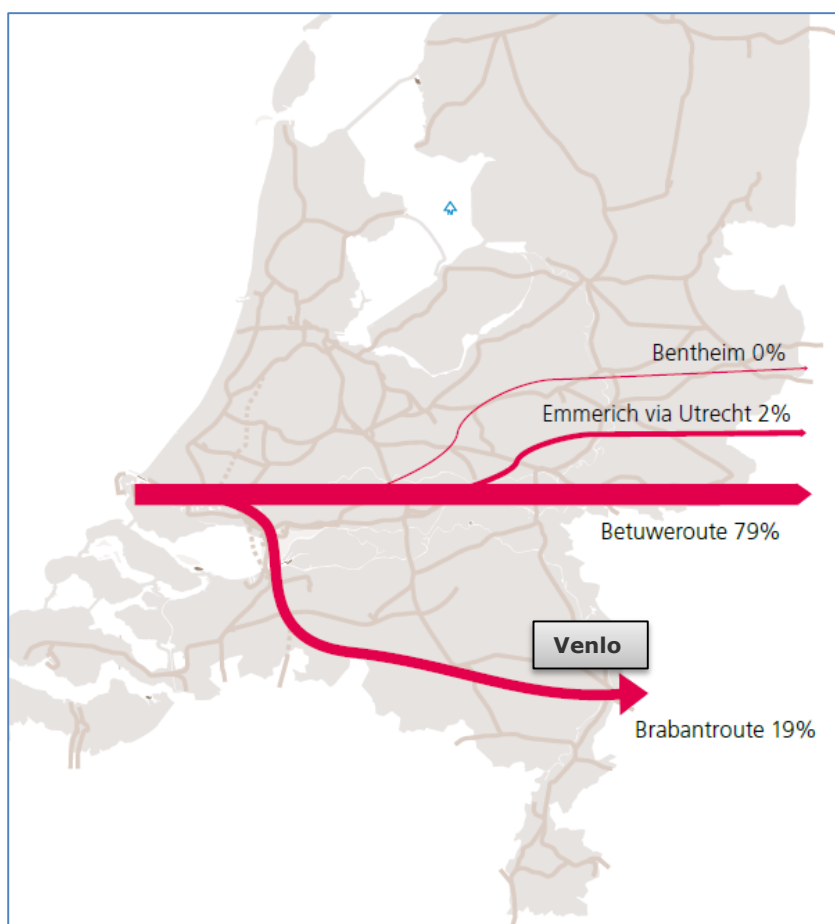 Bentheim 0%
Emmerich via Utrecht 2%
Betuweroute 79%
Venlo
Brabantroute 19%